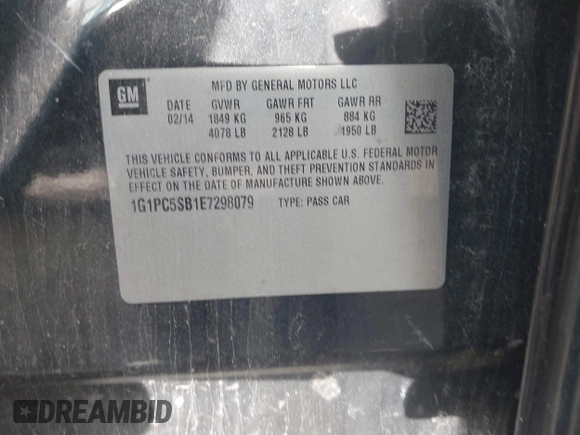 GM
MFD BY GENERAL MOTORS LLC
DATE GVWR GAWR FRT GAWR RR
02/14 1849 KG 965 KG 884 KG
4078 LB 2128 LB 1950 LB
THIS VEHICLE CONFORMS TO ALL APPLICABLE U.S. FEDERAL MOTOR
VEHICLE SAFETY, BUMPER, AND THEFT PREVENTION STANDARDS IN
EFFECT ON THE DATE OF MANUFACTURE SHOWN ABOVE.
1G1PC5SB1E7298079 TYPE: PASS CAR
DREAMBID